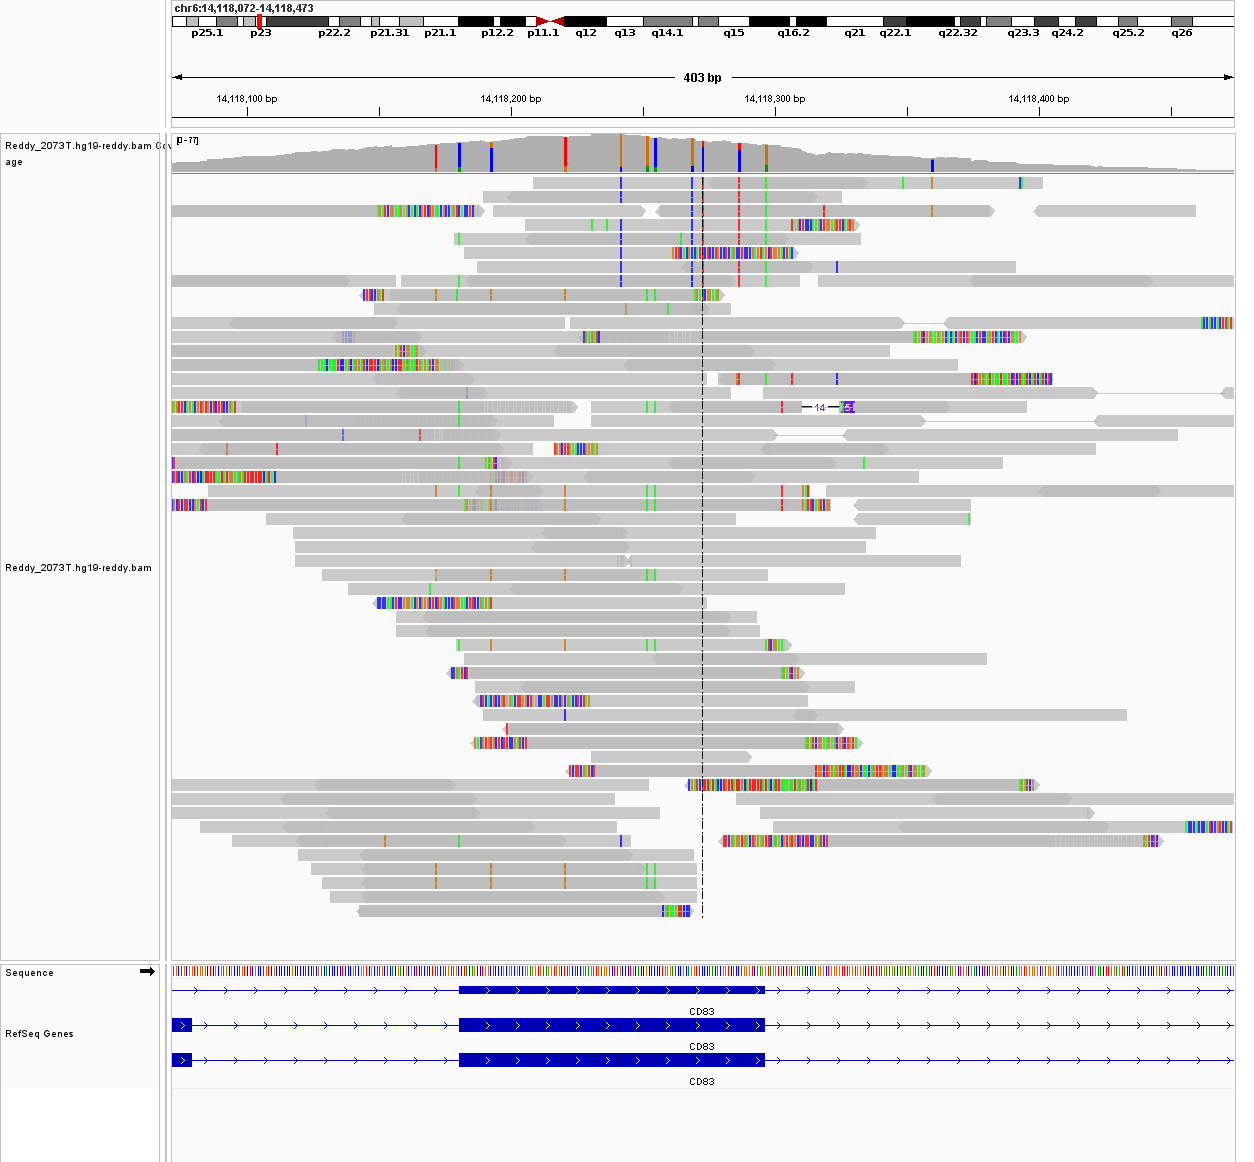 chr6:14,118,072-14,118,473
p25.1 p23 p22.2 p21.31 p21.1 p12.2 p11.1 q12 q13 q14.1 q15 q16.2 q21 q22.1 q22.32 q23.3 q24.2 q25.2 q26
403 bp
14,118,100 bp 14,118,200 bp 14,118,300 bp 14,118,400 bp
[0-77]
Reddy_2073T.hg19-reddy.bam Cov
age
14 5
Reddy_2073T.hg19-reddy.bam
Sequence
CD83
RefSeq Genes
CD83
CD83